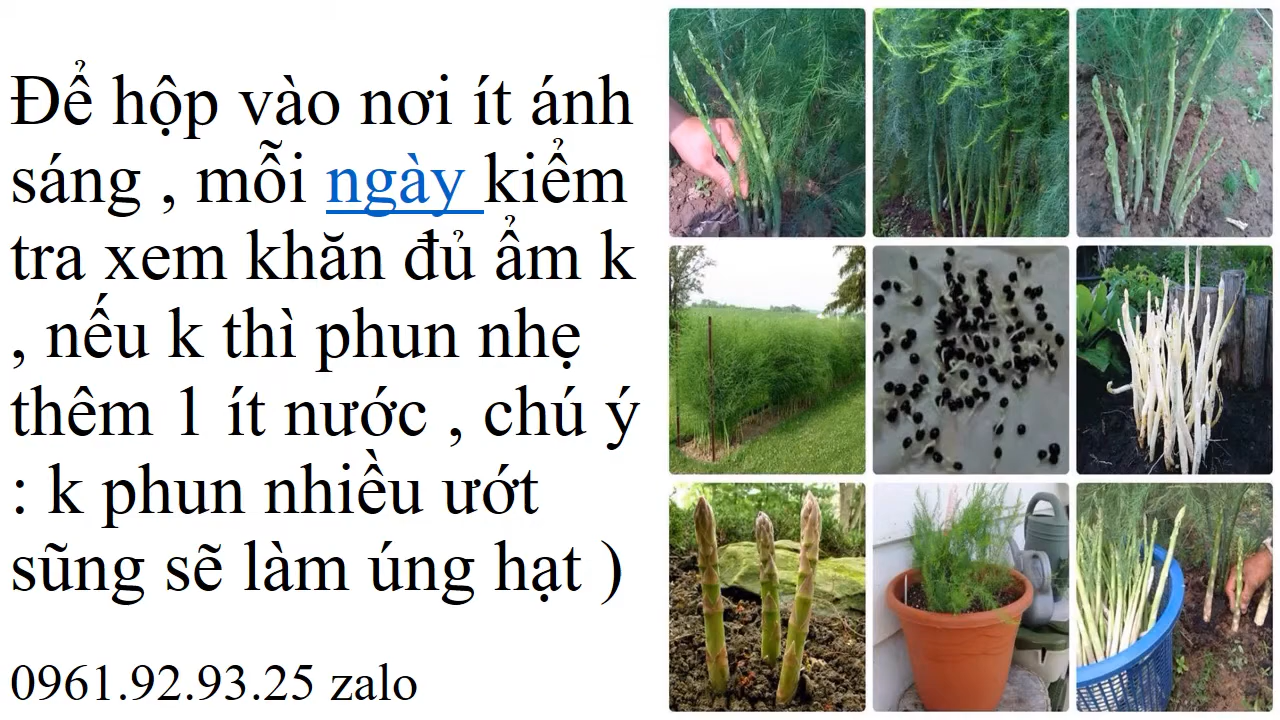 Để hộp vào nơi ít ánh
sáng , mỗi ngày kiểm
tra xem khăn đủ ẩm k
, nếu k thì phun nhẹ
thêm 1 ít nước , chú ý
: k phun nhiều ướt
sũng sẽ làm úng hạt )
0961.92.93.25 zalo